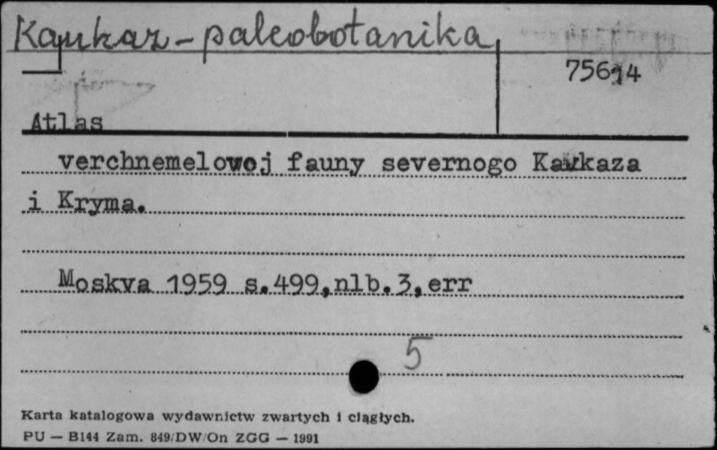 Kaukaz - paleobotanika
75614
Atlas
verchnemelowoj fauny severnogo Kavkaza
i Kryma.
Moskva 1959 s.499,nlb.3,err
5
Karta katalogowa wydawnictw zwartych i ciągłych.
PU — B144 Zam. 849/DW/On ZGG — 1991